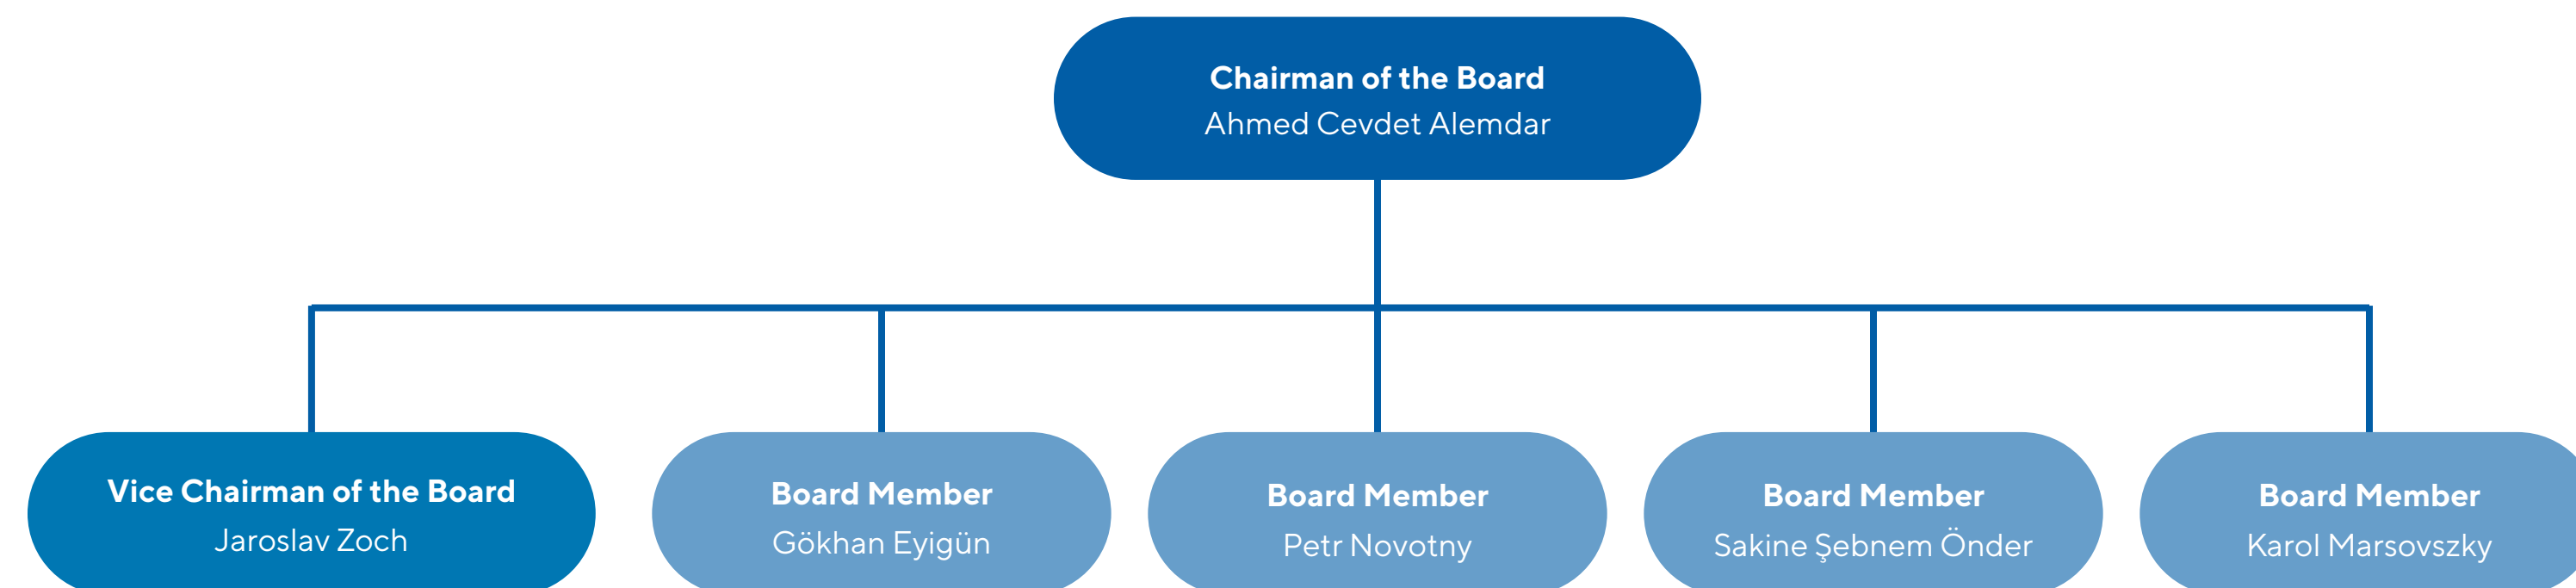 Chairman of the Board
Ahmed Cevdet Alemdar
Vice Chairman of the Board
Jaroslav Zoch
Board Member
Gökhan Eyigün
Board Member
Petr Novotny
Board Member
Sakine Şebnem Önder
Board Member
Karol Marsovszky